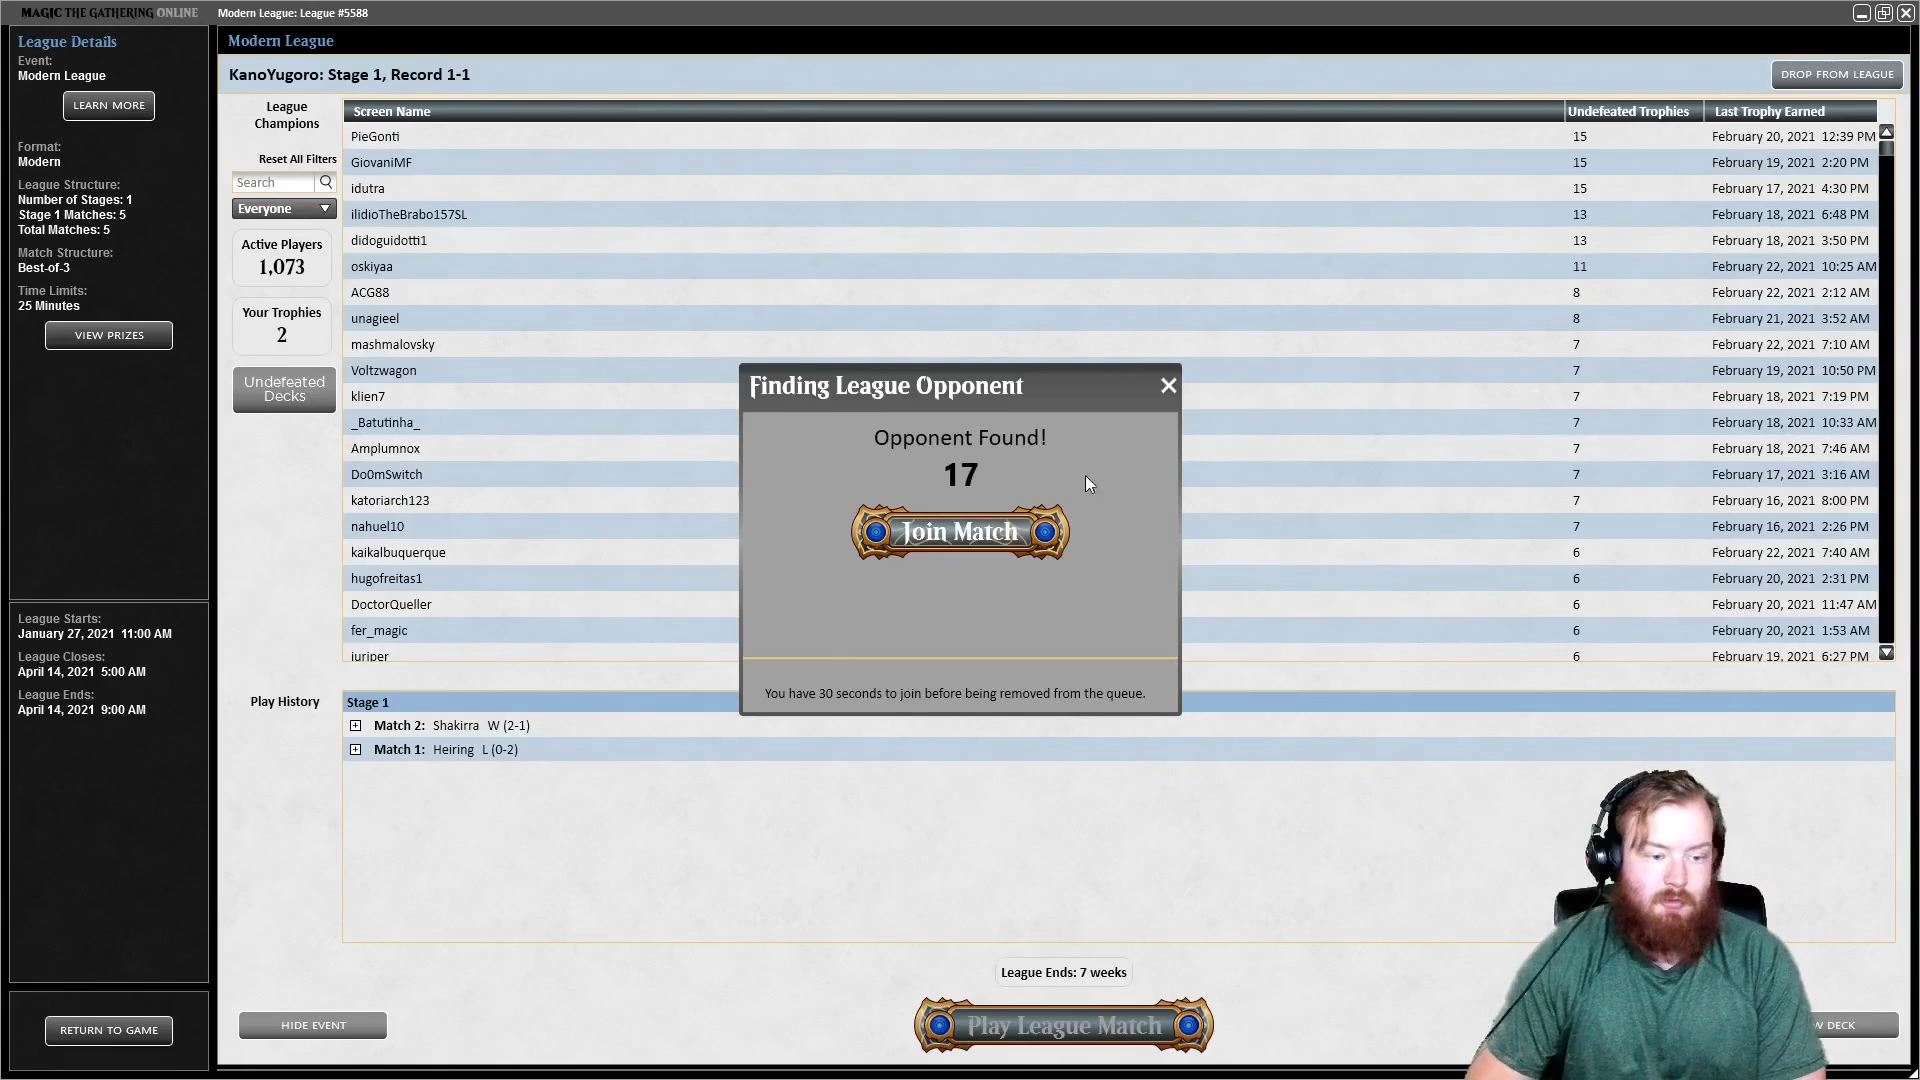 MAGIC THE GATHERING ONLINE
Modern League: League #5588
League Details
Event:
Modern League
LEARN MORE
Format:
Modern
League Structure:
Number of Stages: 1
Stage 1 Matches: 5
Total Matches: 5
Match Structure:
Best-of-3
Time Limits:
25 Minutes
VIEW PRIZES
League Starts:
January 27, 2021 11:00 AM
League Closes:
April 14, 2021 5:00 AM
League Ends:
April 14, 2021 9:00 AM
RETURN TO GAME
Modern League
KanoYugoro: Stage 1, Record 1-1
DROP FROM LEAGUE
League
Champions
Reset All Filters
Search
Everyone
Active Players
1,073
Your Trophies
2
Undefeated
Decks
Screen Name Undefeated Trophies Last Trophy Earned
PieGonti 15 February 20, 2021 12:39 PM
GiovaniMF 15 February 19, 2021 2:20 PM
idutra 15 February 17, 2021 4:30 PM
ilidioTheBrabo157SL 13 February 18, 2021 6:48 PM
didoguidotti1 13 February 18, 2021 3:50 PM
oskiyaa 11 February 22, 2021 10:25 AM
ACG88 8 February 22, 2021 2:12 AM
unagieel 8 February 21, 2021 3:52 AM
mashmalovsky 7 February 22, 2021 7:10 AM
Voltzwagon 7 February 19, 2021 10:50 PM
klien7 7 February 18, 2021 7:19 PM
_Batutinha_ 7 February 18, 2021 10:33 AM
Amplumnox 7 February 18, 2021 7:46 AM
Do0mSwitch 7 February 17, 2021 3:16 AM
katoriarch123 7 February 16, 2021 8:00 PM
nahuel10 7 February 16, 2021 2:26 PM
kaikalbuquerque 6 February 22, 2021 7:40 AM
hugofreitas1 6 February 20, 2021 2:31 PM
DoctorQueller 6 February 20, 2021 11:47 AM
fer_magic 6 February 20, 2021 1:53 AM
juriper 6 February 19, 2021 6:27 PM
Finding League Opponent
Opponent Found!
17
Join Match
You have 30 seconds to join before being removed from the queue.
Play History
Stage 1
Match 2: Shakirra W (2-1)
Match 1: Heiring L (0-2)
League Ends: 7 weeks
HIDE EVENT
Play League Match
DECK